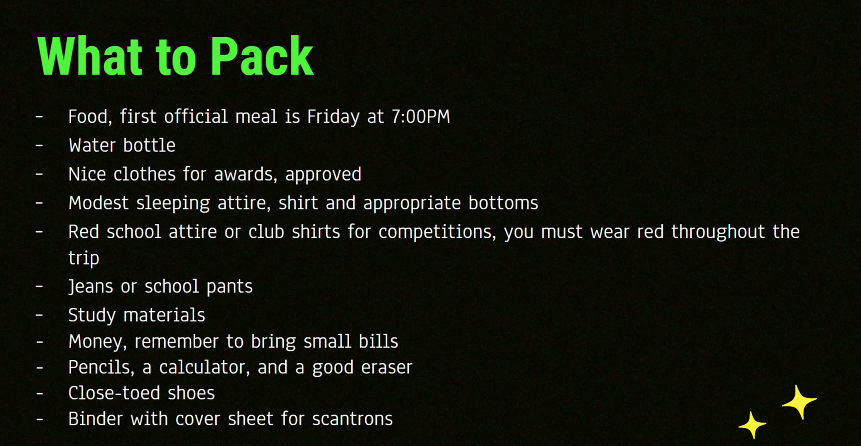 What to Pack
- Food, first official meal is Friday at 7:00PM
- Water bottle
- Nice clothes for awards, approved
- Modest sleeping attire, shirt and appropriate bottoms
- Red school attire or club shirts for competitions, you must wear red throughout the
trip
- Jeans or school pants
- Study materials
- Money, remember to bring small bills
- Pencils, a calculator, and a good eraser
- Close-toed shoes
- Binder with cover sheet for scantrons